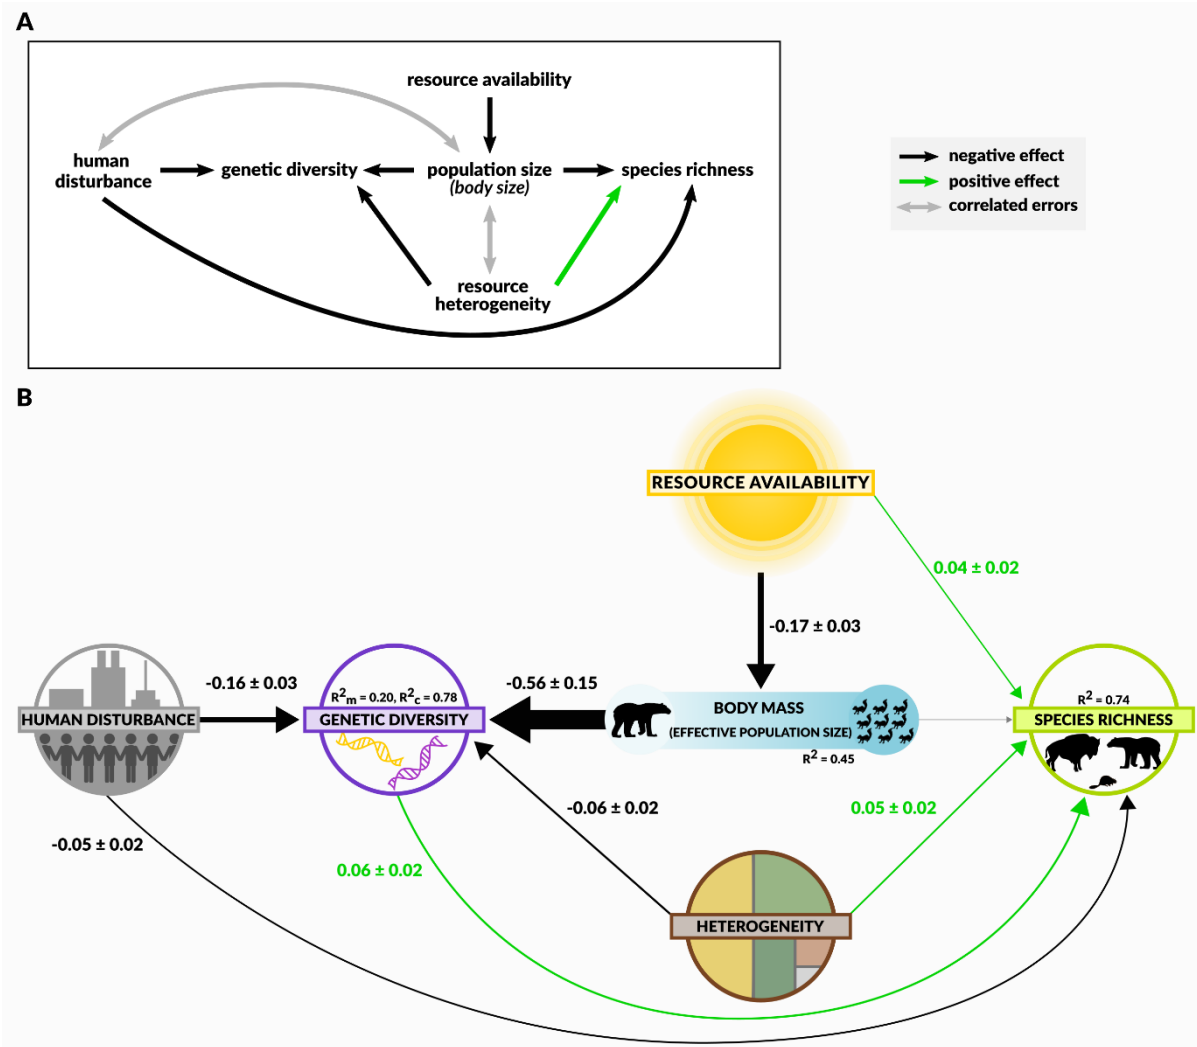 A
resource availability
human
disturbance
genetic diversity
population size
(body size)
species richness
resource
heterogeneity
negative effect
positive effect
correlated errors
B
RESOURCE AVAILABILITY
0.04 ± 0.02
-0.17 ± 0.03
-0.16 ± 0.03
-0.56 ± 0.15
R²m = 0.20, R²c = 0.78
R² = 0.74
HUMAN DISTURBANCE
GENETIC DIVERSITY
BODY MASS
(EFFECTIVE POPULATION SIZE)
R² = 0.45
SPECIES RICHNESS
-0.06 ± 0.02
0.05 ± 0.02
-0.05 ± 0.02
0.06 ± 0.02
HETEROGENEITY